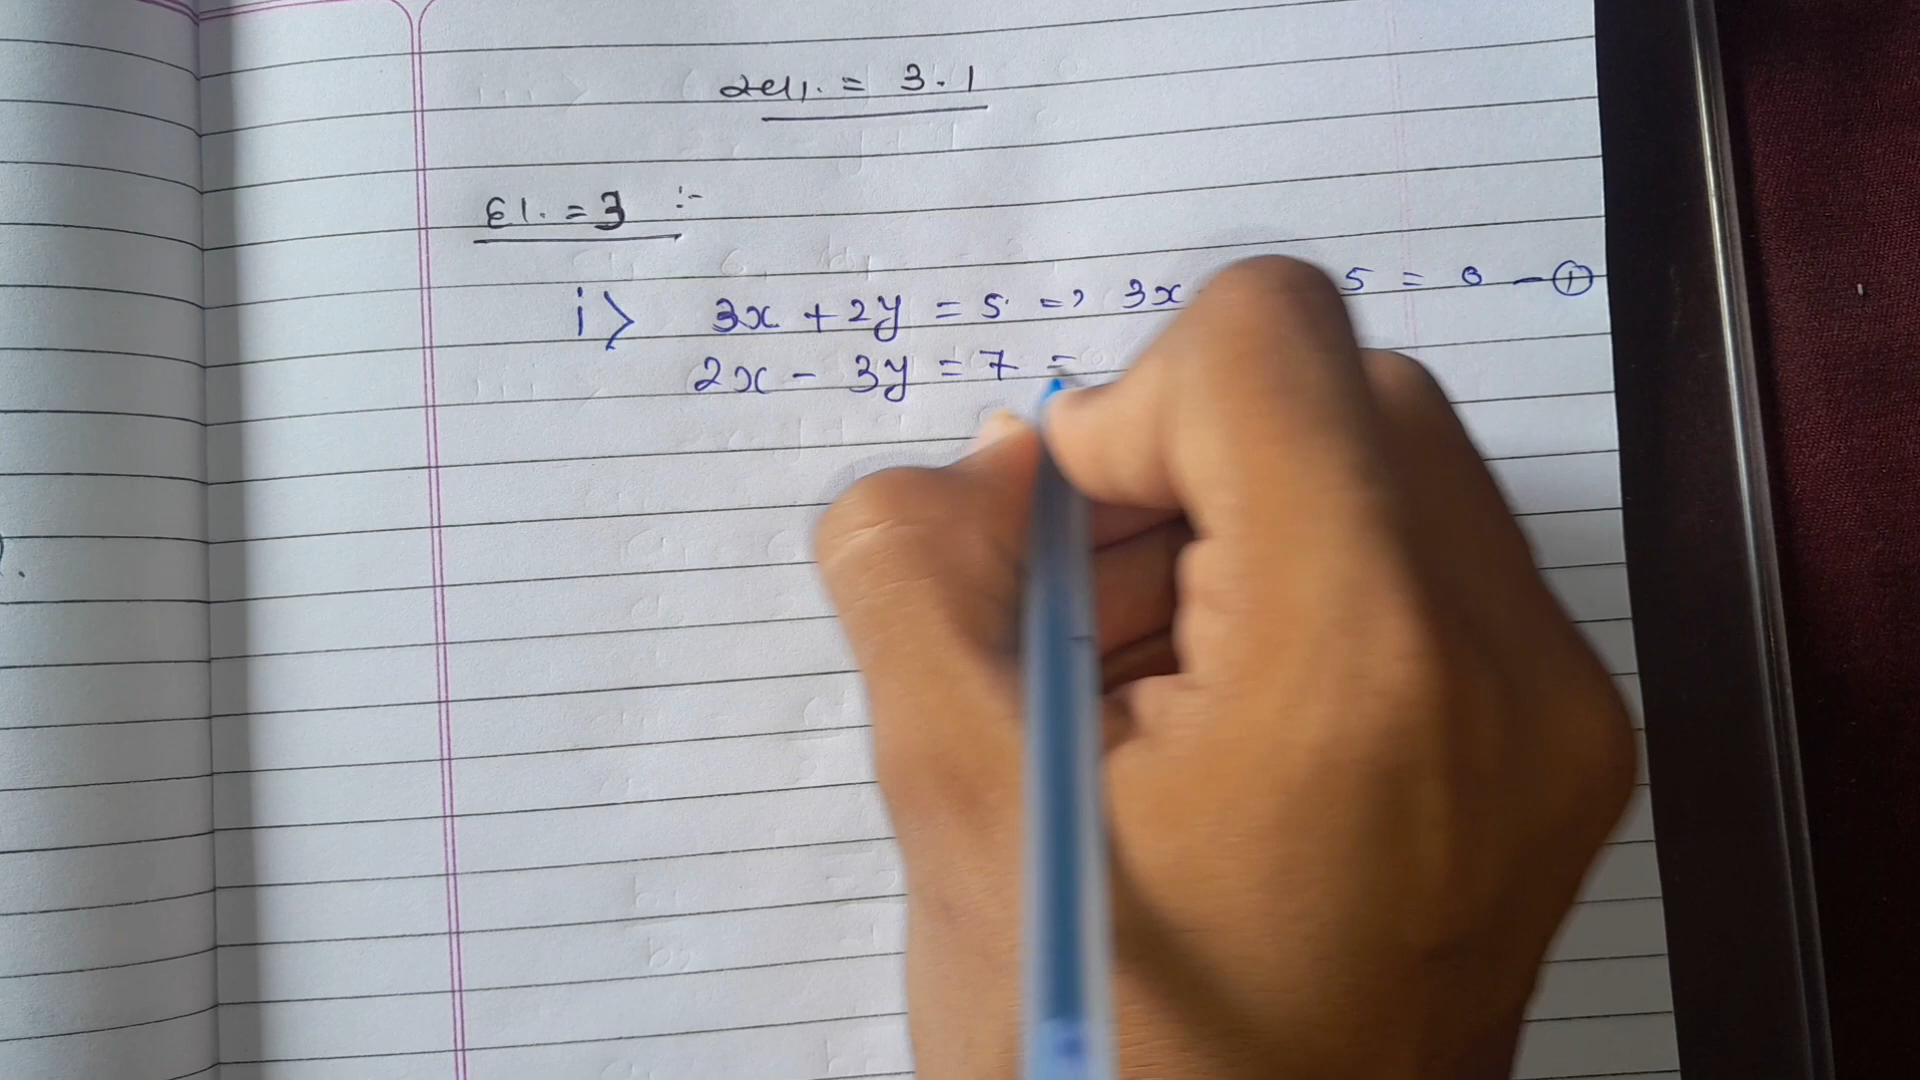 = 3.1
= 3 :-
i> 3x + 2y = 5 => 3x 5 = 0 - ①
2x - 3y = 7 =